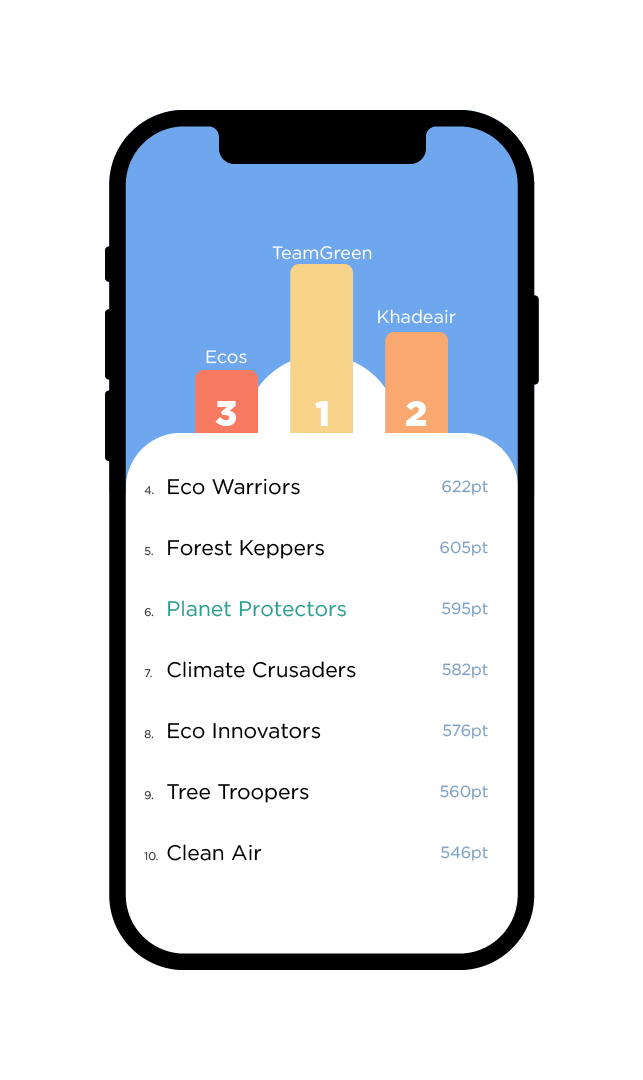 TeamGreen
Khadeair
Ecos
3
1
2
4. Eco Warriors 622pt
5. Forest Keppers 605pt
6. Planet Protectors 595pt
7. Climate Crusaders 582pt
8. Eco Innovators 576pt
9. Tree Troopers 560pt
10. Clean Air 546pt